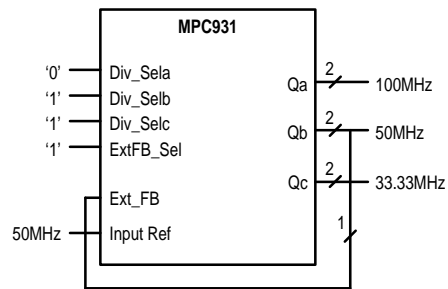 MPC931
‘0’ Div_Sela
‘1’ Div_Selb
‘1’ Div_Selc
‘1’ ExtFB_Sel
Ext_FB
50MHz Input Ref
Qa 2 100MHz
Qb 2 50MHz
Qc 2 33.33MHz
1